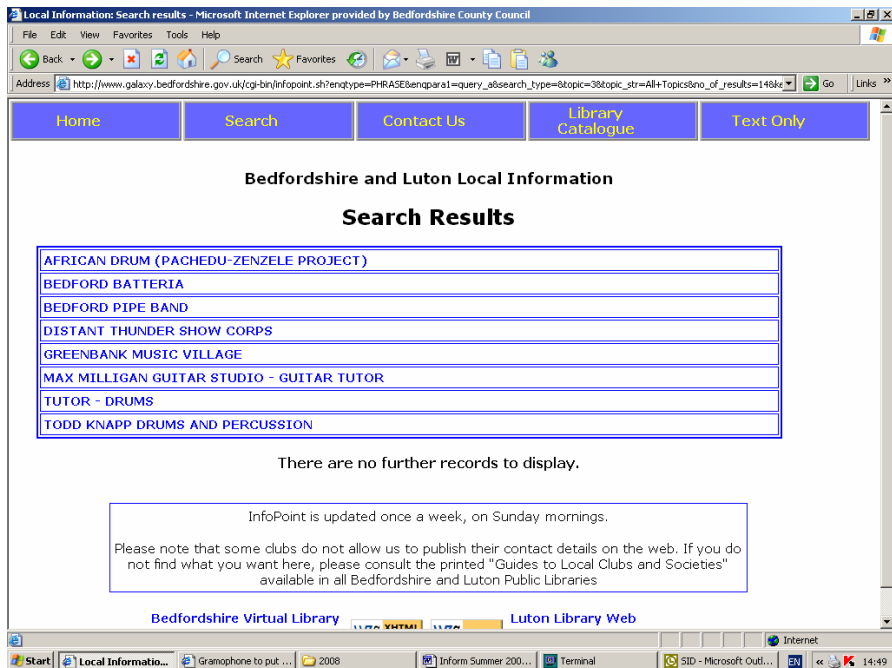 Local Information: Search results - Microsoft Internet Explorer provided by Bedfordshire County Council
File Edit View Favorites Tools Help
Back Search Favorites
Address http://www.galaxy.bedfordshire.gov.uk/cgi-bin/infopoint.sh?enqtype=PHRASE&enqpara1=query_a&search_type=&topic=3&topic_str=All+Topics&no_of_results=14&ke Go Links »
Home Search Contact Us Library Catalogue Text Only
Bedfordshire and Luton Local Information
Search Results
AFRICAN DRUM (PACHEDU-ZENZELE PROJECT)
BEDFORD BATTERIA
BEDFORD PIPE BAND
DISTANT THUNDER SHOW CORPS
GREENBANK MUSIC VILLAGE
MAX MILLIGAN GUITAR STUDIO - GUITAR TUTOR
TUTOR - DRUMS
TODD KNAPP DRUMS AND PERCUSSION
There are no further records to display.
InfoPoint is updated once a week, on Sunday mornings.
Please note that some clubs do not allow us to publish their contact details on the web. If you do
not find what you want here, please consult the printed "Guides to Local Clubs and Societies"
available in all Bedfordshire and Luton Public Libraries
Bedfordshire Virtual Library Luton Library Web
Internet
Start Local Informatio... Gramophone to put ... 2008 Inform Summer 200... Terminal SID - Microsoft Outl... EN « 14:49